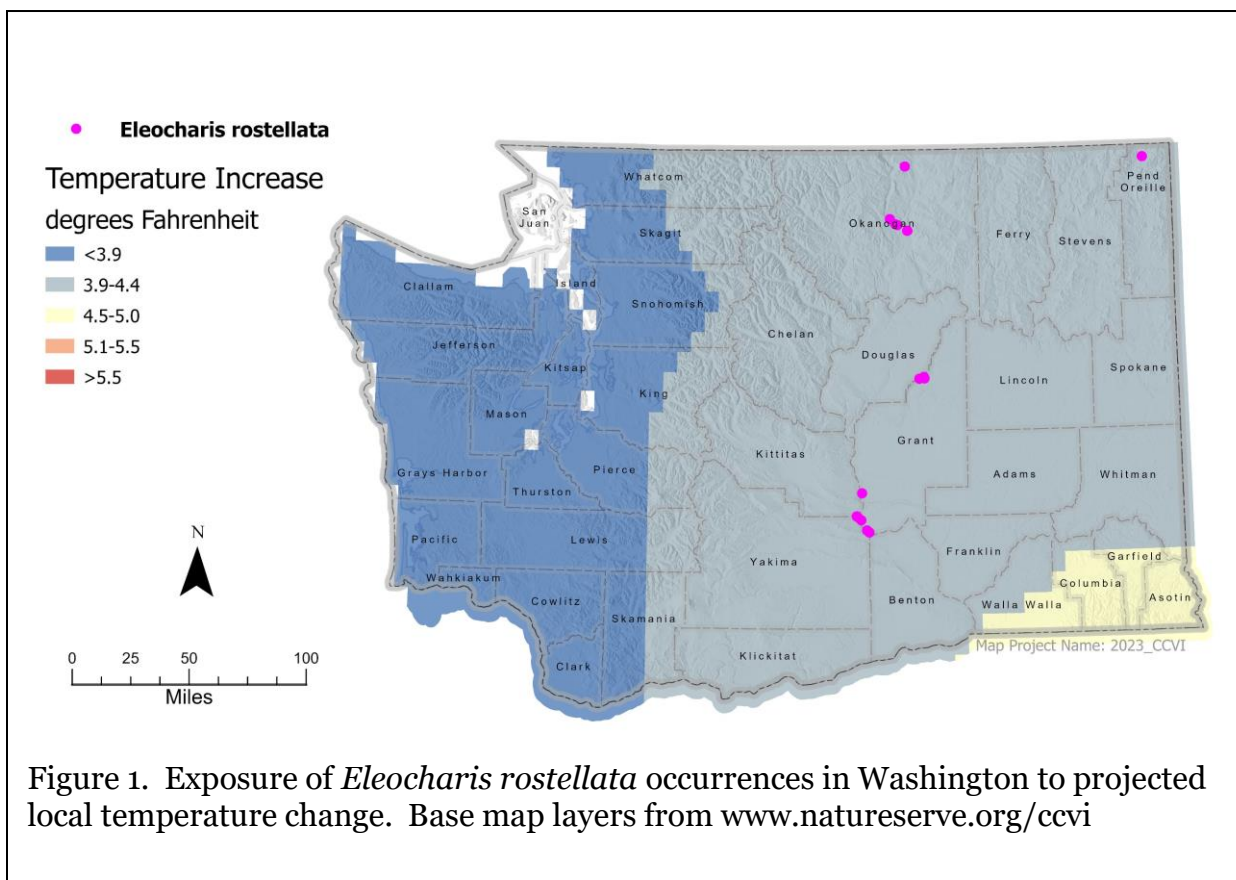 Eleocharis rostellata
Temperature Increase
degrees Fahrenheit
<3.9
3.9-4.4
4.5-5.0
5.1-5.5
>5.5
N
0 25 50 100
Miles
Whatcom
San
Juan
Skagit
Island
Clallam
Snohomish
Jefferson
Kitsap
King
Mason
Grays Harbor
Pierce
Thurston
Pacific
Lewis
Wahkiakum
Cowlitz
Skamania
Clark
Okanogan
Ferry
Stevens
Pend
Oreille
Chelan
Douglas
Lincoln
Spokane
Grant
Kittitas
Adams
Whitman
Yakima
Franklin
Garfield
Columbia
Benton
Walla Walla
Asotin
Klickitat
Map Project Name: 2023_CCVI
Figure 1. Exposure of Eleocharis rostellata occurrences in Washington to projected
local temperature change. Base map layers from www.natureserve.org/ccvi